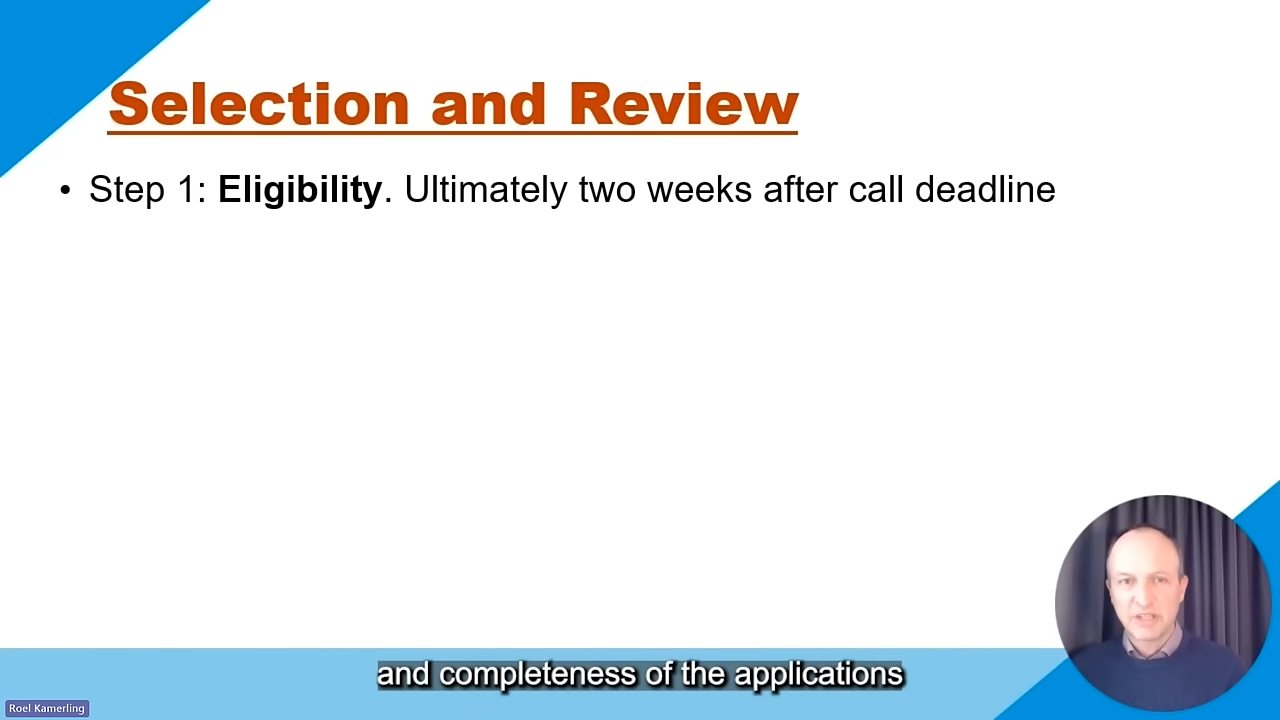 Selection and Review
• Step 1: Eligibility. Ultimately two weeks after call deadline
and completeness of the applications
Roel Kamerling